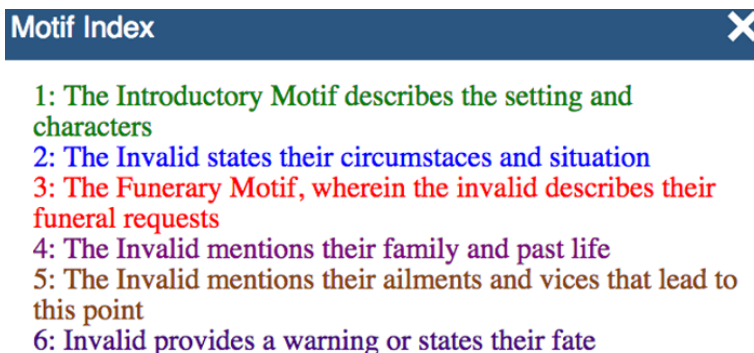 Motif Index
1: The Introductory Motif describes the setting and
characters
2: The Invalid states their circumstaces and situation
3: The Funerary Motif, wherein the invalid describes their
funeral requests
4: The Invalid mentions their family and past life
5: The Invalid mentions their ailments and vices that lead to
this point
6: Invalid provides a warning or states their fate